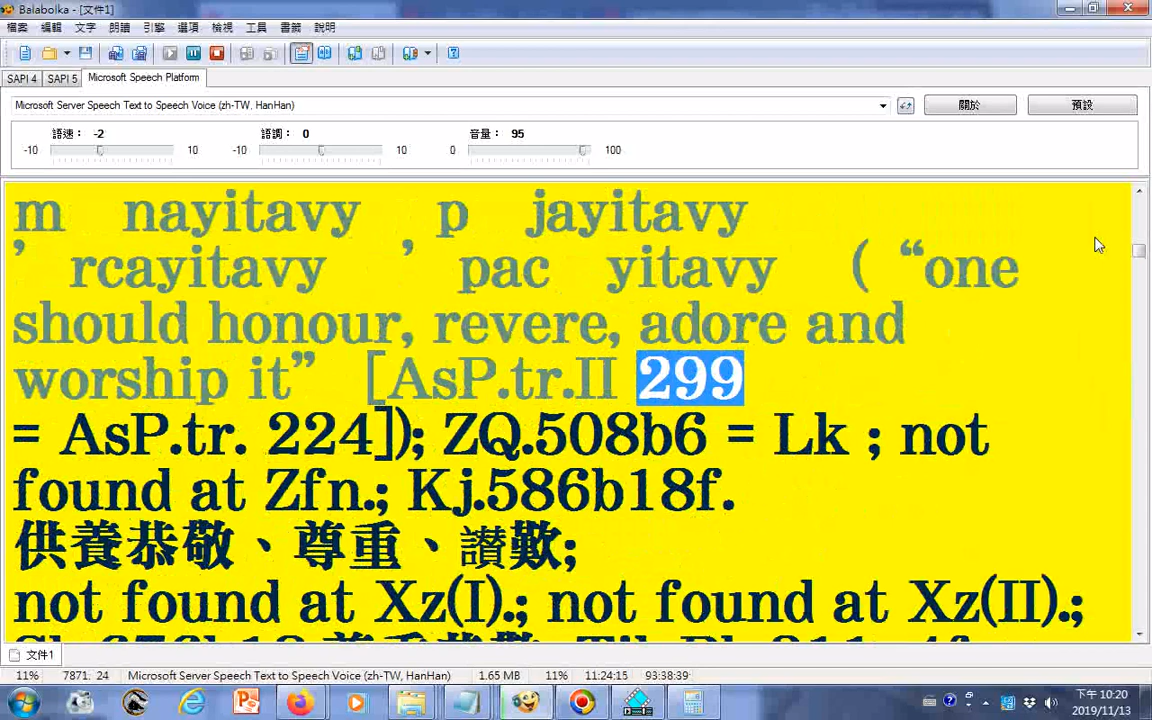 Balabolka - [文件1]
檔案 編輯 文字 朗讀 引擎 選項 檢視 工具 書籤 說明
SAPI 4 SAPI 5 Microsoft Speech Platform
Microsoft Server Speech Text to Speech Voice (zh-TW, HanHan) 關於 預設
語速： -2 語調： 0 音量： 95
-10 10 -10 10 0 100
m nayitavy p jayitavy
’ rcayitavy ’ pac yitavy ( “one
should honour, revere, adore and
worship it” [AsP.tr.II 299
= AsP.tr. 224]); ZQ.508b6 = Lk ; not
found at Zfn.; Kj.586b18f.
供養恭敬、尊重、讃歎;
not found at Xz(I).; not found at Xz(II).;
文件1
11% 7871: 24 Microsoft Server Speech Text to Speech Voice (zh-TW, HanHan) 1.65 MB 11% 11:24:15 93:38:39
下午 10:20
2019/11/13